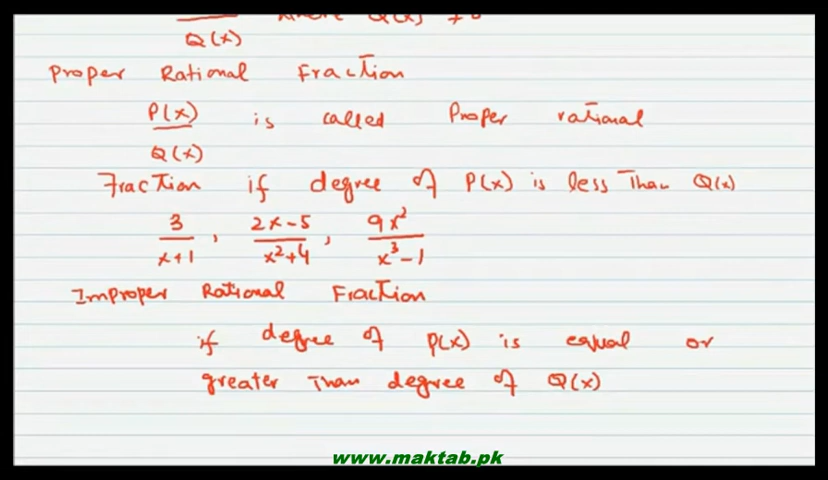 Q(x)
Proper Rational Fraction
P(x)/Q(x) is called Proper rational
Fraction if degree of P(x) is less Than Q(x)
3/(x+1), (2x-5)/(x²+4), 9x²/(x³-1)
Improper Rational Fraction
if degree of P(x) is equal or
greater Than degree of Q(x)
www.maktab.pk